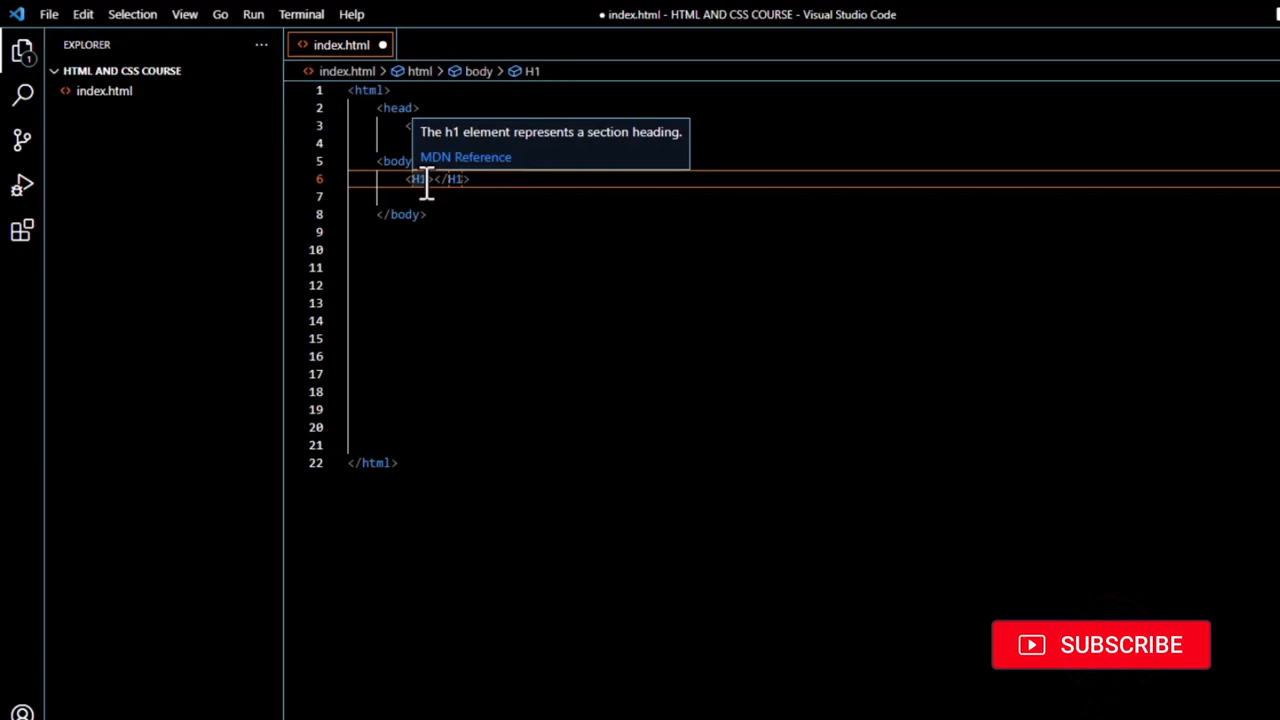 File Edit Selection View Go Run Terminal Help
● index.html - HTML AND CSS COURSE - Visual Studio Code
EXPLORER ...
<> index.html ●
HTML AND CSS COURSE
<> index.html
1
index.html > html > body > H1
1 <html>
2 <head>
3 <
The h1 element represents a section heading.
4
MDN Reference
5 <body
6 <H1></H1>
7
8 </body>
9
10
11
12
13
14
15
16
17
18
19
20
21
22 </html>
SUBSCRIBE